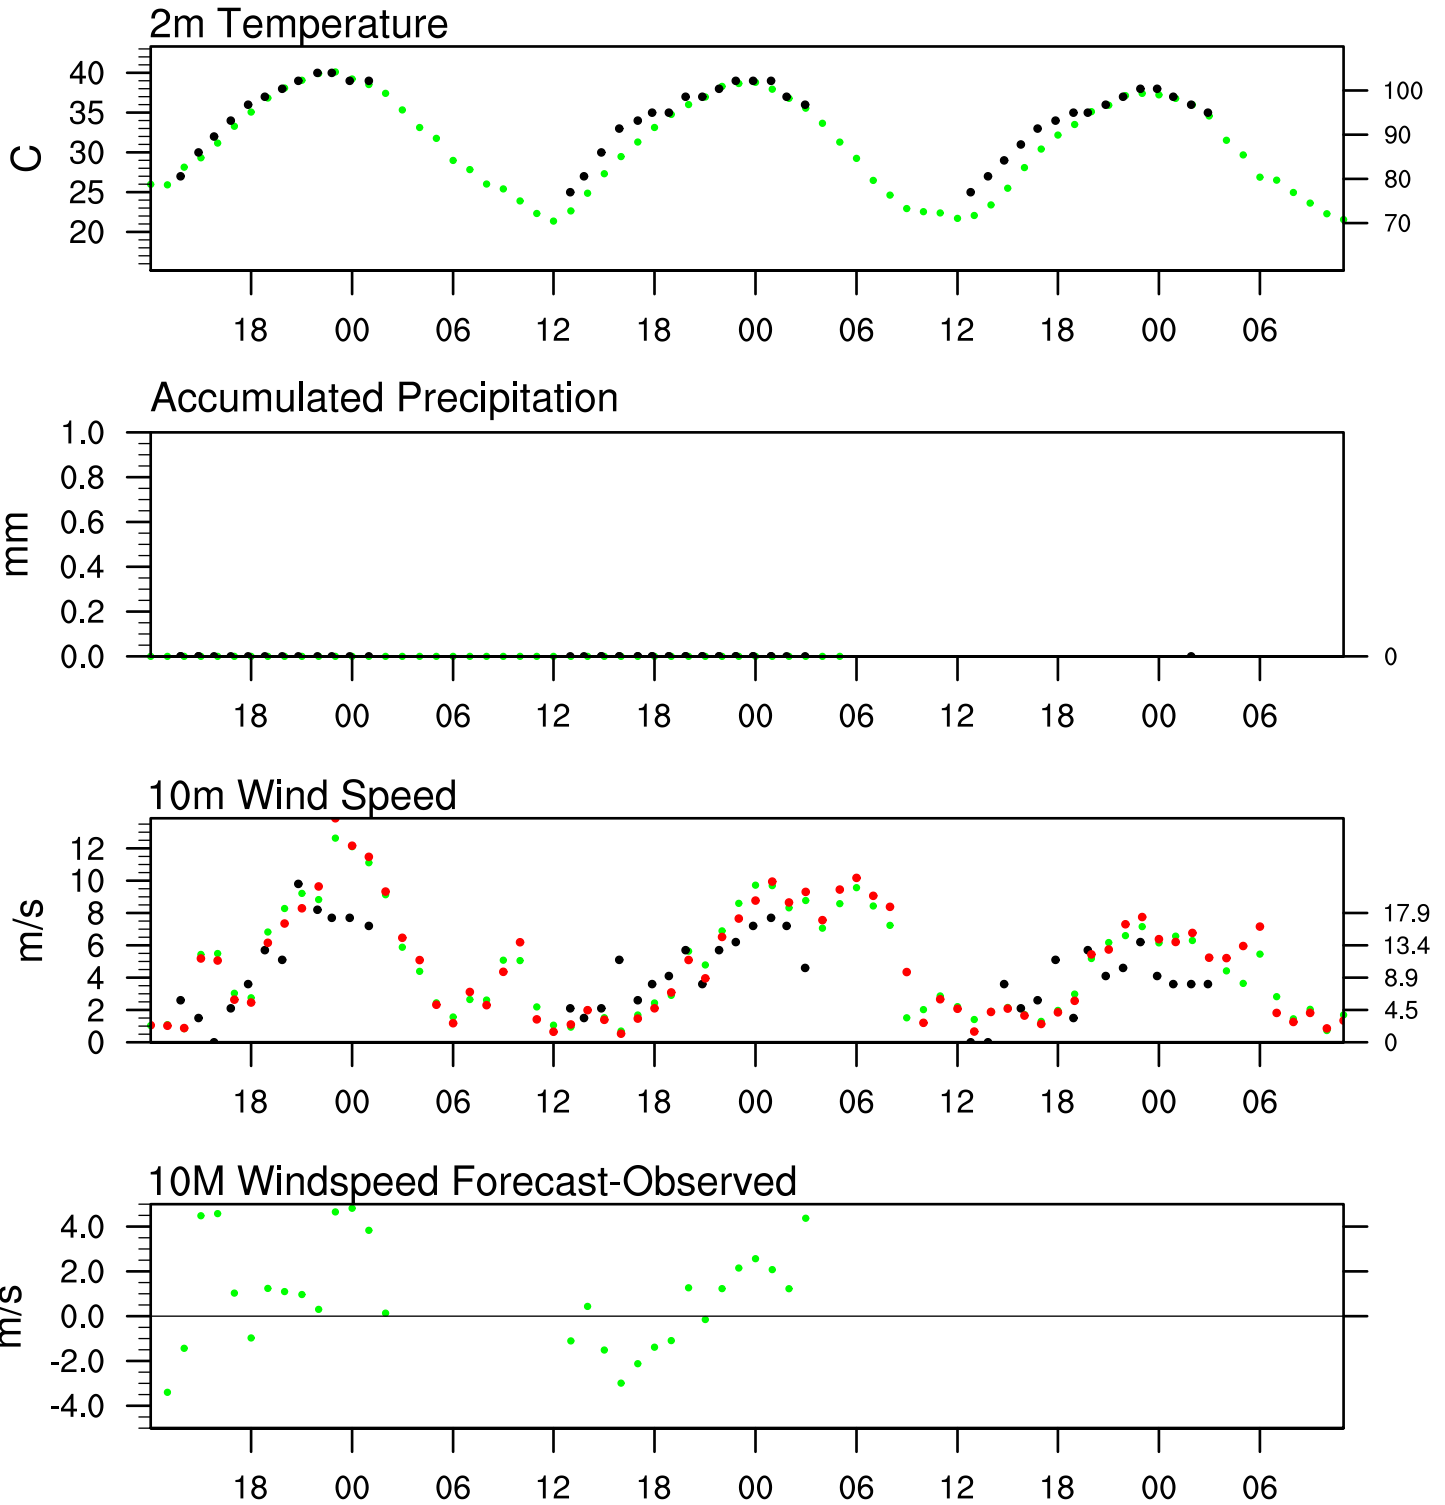 2m Temperature
40
35
30
25
20
C
100
90
80
70
18 00 06 12 18 00 06 12 18 00 06
Accumulated Precipitation
1.0
0.8
0.6
0.4
0.2
0.0
mm
0
18 00 06 12 18 00 06 12 18 00 06
10m Wind Speed
12
10
8
6
4
2
0
m/s
17.9
13.4
8.9
4.5
0
18 00 06 12 18 00 06 12 18 00 06
10M Windspeed Forecast-Observed
4.0
2.0
0.0
-2.0
-4.0
m/s
18 00 06 12 18 00 06 12 18 00 06